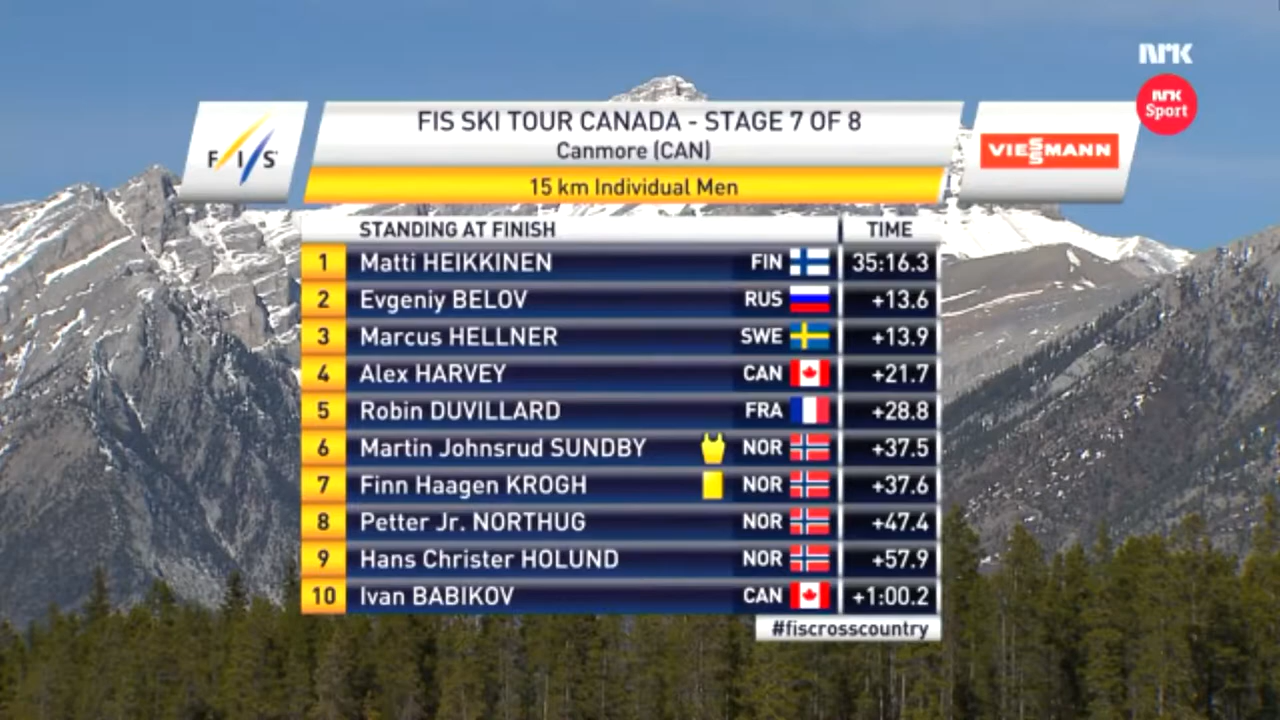 nrk
nrk
Sport
FIS
FIS SKI TOUR CANADA - STAGE 7 OF 8
Canmore (CAN)
15 km Individual Men
VIESSMANN
STANDING AT FINISH TIME
1 Matti HEIKKINEN FIN 35:16.3
2 Evgeniy BELOV RUS +13.6
3 Marcus HELLNER SWE +13.9
4 Alex HARVEY CAN +21.7
5 Robin DUVILLARD FRA +28.8
6 Martin Johnsrud SUNDBY NOR +37.5
7 Finn Haagen KROGH NOR +37.6
8 Petter Jr. NORTHUG NOR +47.4
9 Hans Christer HOLUND NOR +57.9
10 Ivan BABIKOV CAN +1:00.2
#fiscrosscountry